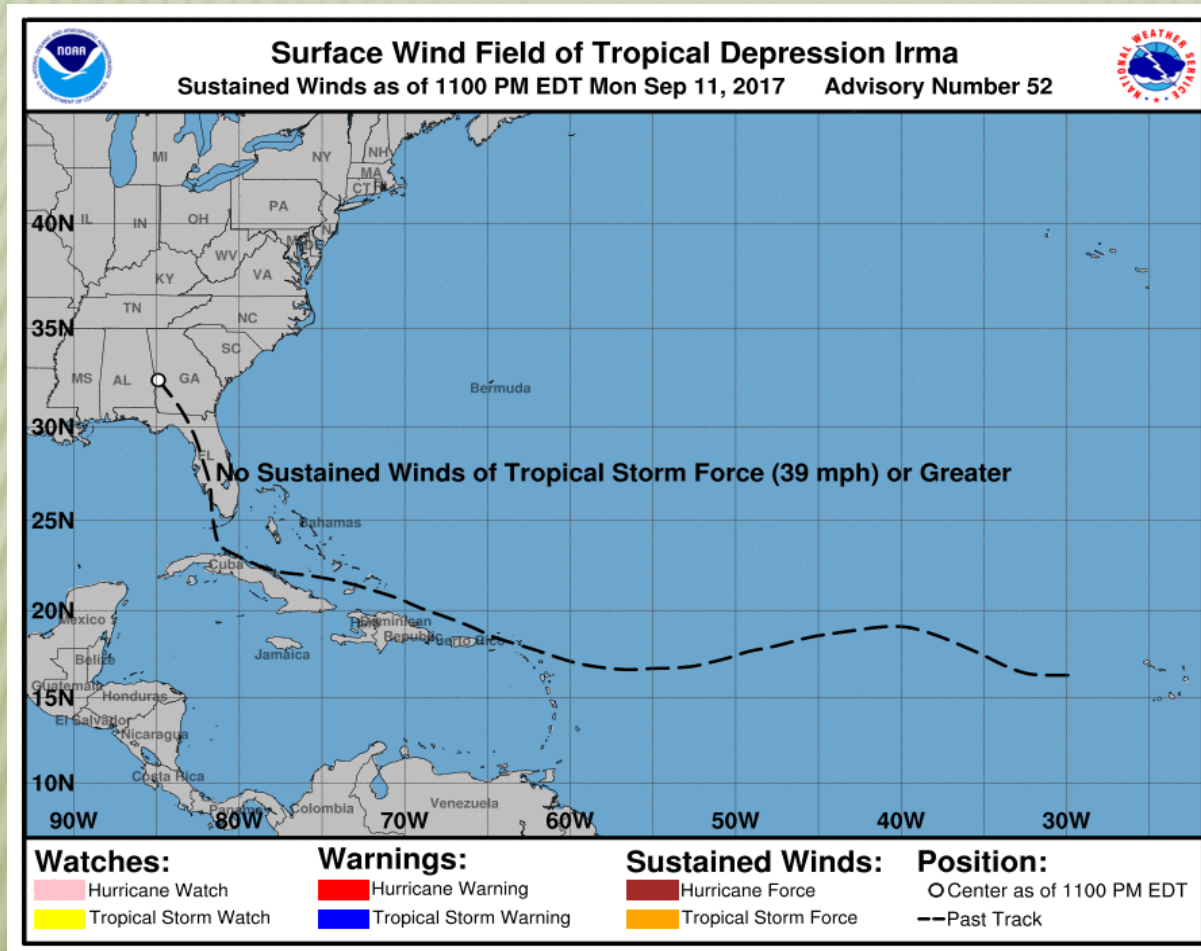 NOAA
Surface Wind Field of Tropical Depression Irma
Sustained Winds as of 1100 PM EDT Mon Sep 11, 2017 Advisory Number 52
NATIONAL WEATHER SERVICE
MI
NY
NH
MA
CT
PA
IL
IN
OH
40N
WV
VA
KY
TN
NC
35N
SC
MS
AL
GA
Bermuda
30N
FL
No Sustained Winds of Tropical Storm Force (39 mph) or Greater
25N
Bahamas
Cuba
20N
Mexico
Dominican
Republic
Puerto Rico
Jamaica
Belize
Guatemala
15N
Honduras
El Salvador
Nicaragua
10N
Costa Rica
Panama
Colombia
Venezuela
90W 80W 70W 60W 50W 40W 30W
Watches: Warnings: Sustained Winds: Position:
Hurricane Watch Hurricane Warning Hurricane Force Center as of 1100 PM EDT
Tropical Storm Watch Tropical Storm Warning Tropical Storm Force Past Track